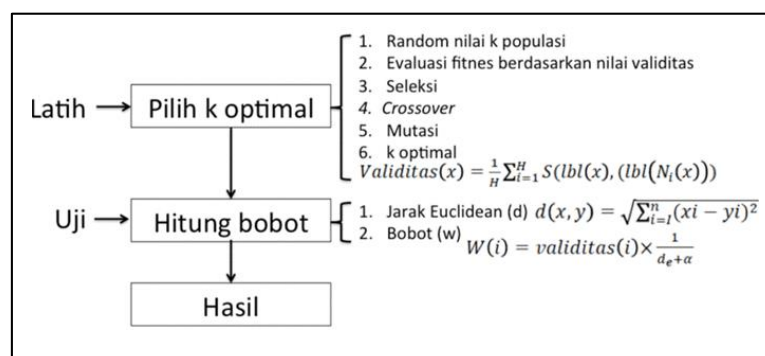 1. Random nilai k populasi
2. Evaluasi fitnes berdasarkan nilai validitas
3. Seleksi
4. Crossover
5. Mutasi
6. k optimal
Latih
Pilih k optimal
Validitas(x) = 1/H ∑_{i=1}^{H} S(lbl(x), (lbl(N_i(x)))
Uji
Hitung bobot
1. Jarak Euclidean (d) d(x, y) = √∑_{i=I}^{n} (xi − yi)²
2. Bobot (w)
W(i) = validitas(i)× 1/(d_e+α)
Hasil